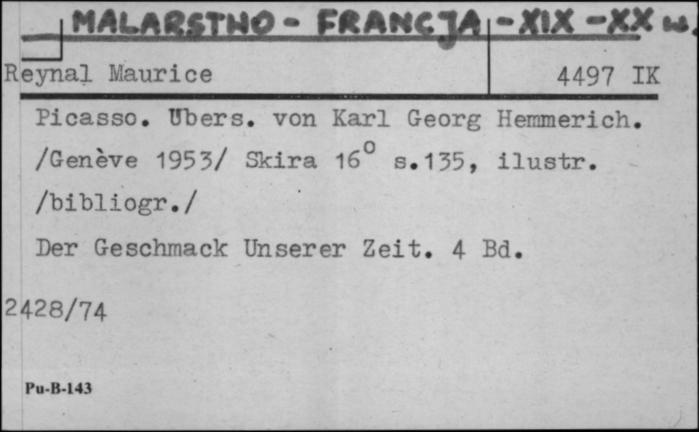 MALARSTWO - FRANCJA - XIX - XX w.
Reynal Maurice 4497 IK
Picasso. Ubers. von Karl Georg Hemmerich.
/Genève 1953/ Skira 16° s.135, ilustr.
/bibliogr./
Der Geschmack Unserer Zeit. 4 Bd.
2428/74
Pu-B-143